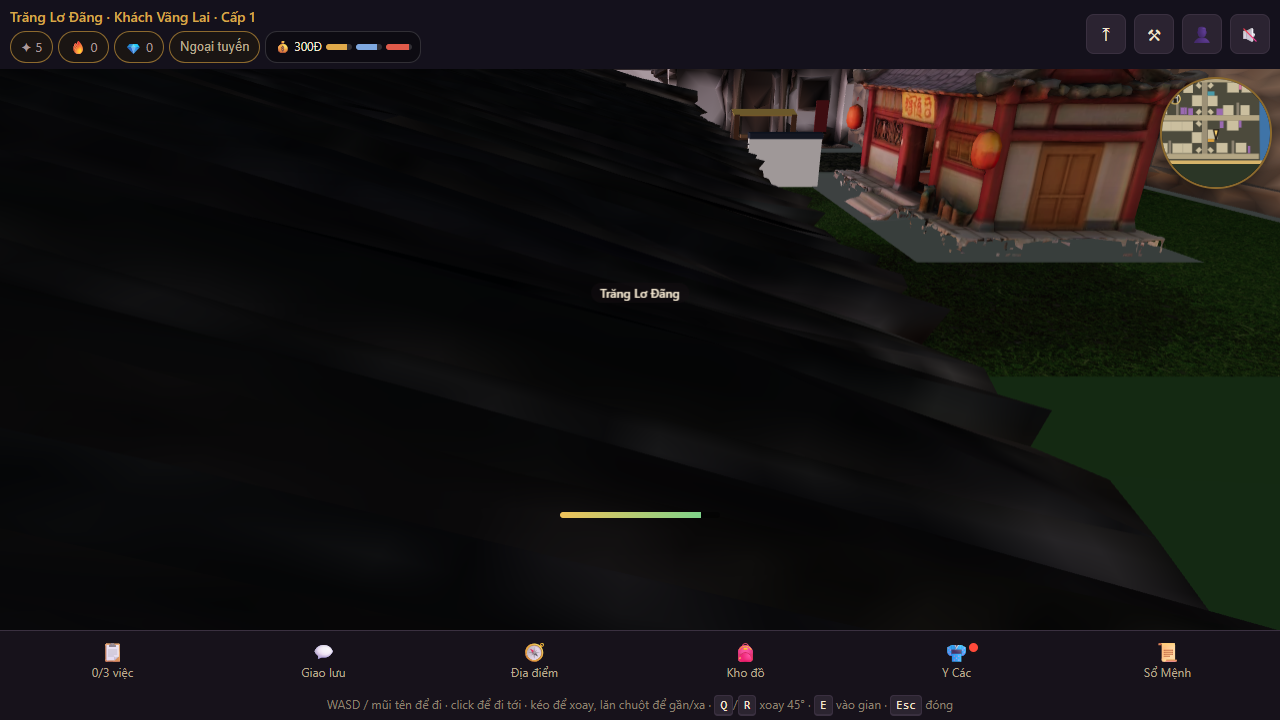 Trăng Lơ Đãng · Khách Vãng Lai · Cấp 1
5
0
0
Ngoại tuyến
300Đ
Trăng Lơ Đãng
0/3 việc
Giao lưu
Địa điểm
Kho đồ
Y Các
Sổ Mệnh
WASD / mũi tên để đi · click để đi tới · kéo để xoay, lăn chuột để gần/xa · Q / R xoay 45° · E vào gian · Esc đóng